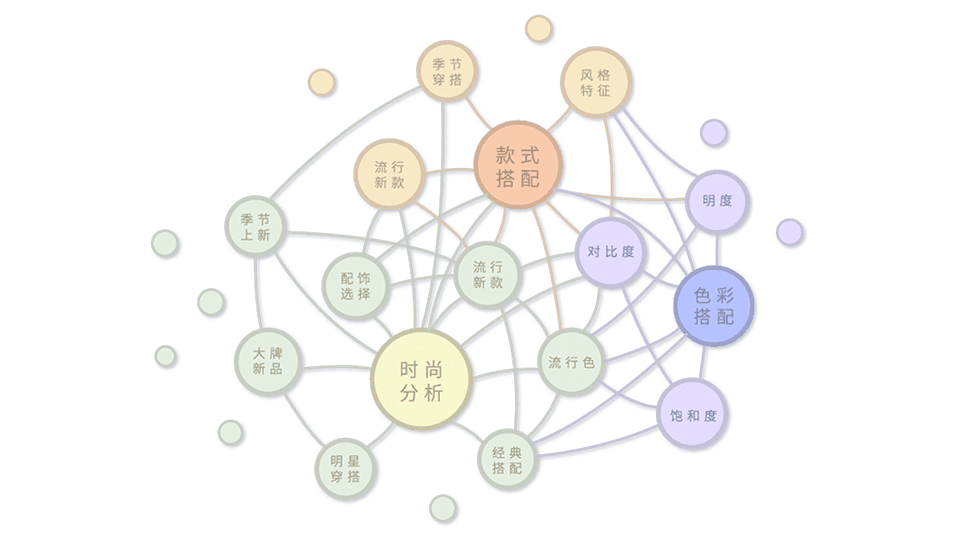 季节
穿搭
风格
特征
款式
搭配
流行
新款
明度
季节
上新
对比度
配饰
选择
流行
新款
色彩
搭配
大牌
新品
时尚
分析
流行色
饱和度
明星
穿搭
经典
搭配